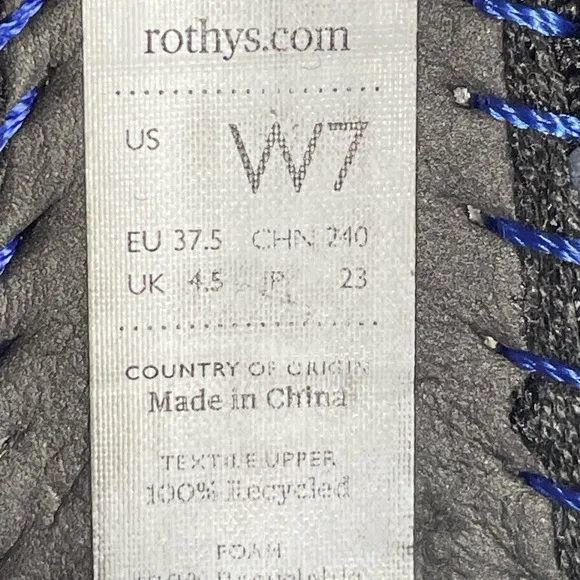 rothys.com
US W7
EU 37.5 CHN 240
UK 4.5 JP 23
COUNTRY OF ORIGIN
Made in China
TEXTILE UPPER
100% Recycled
FOAM